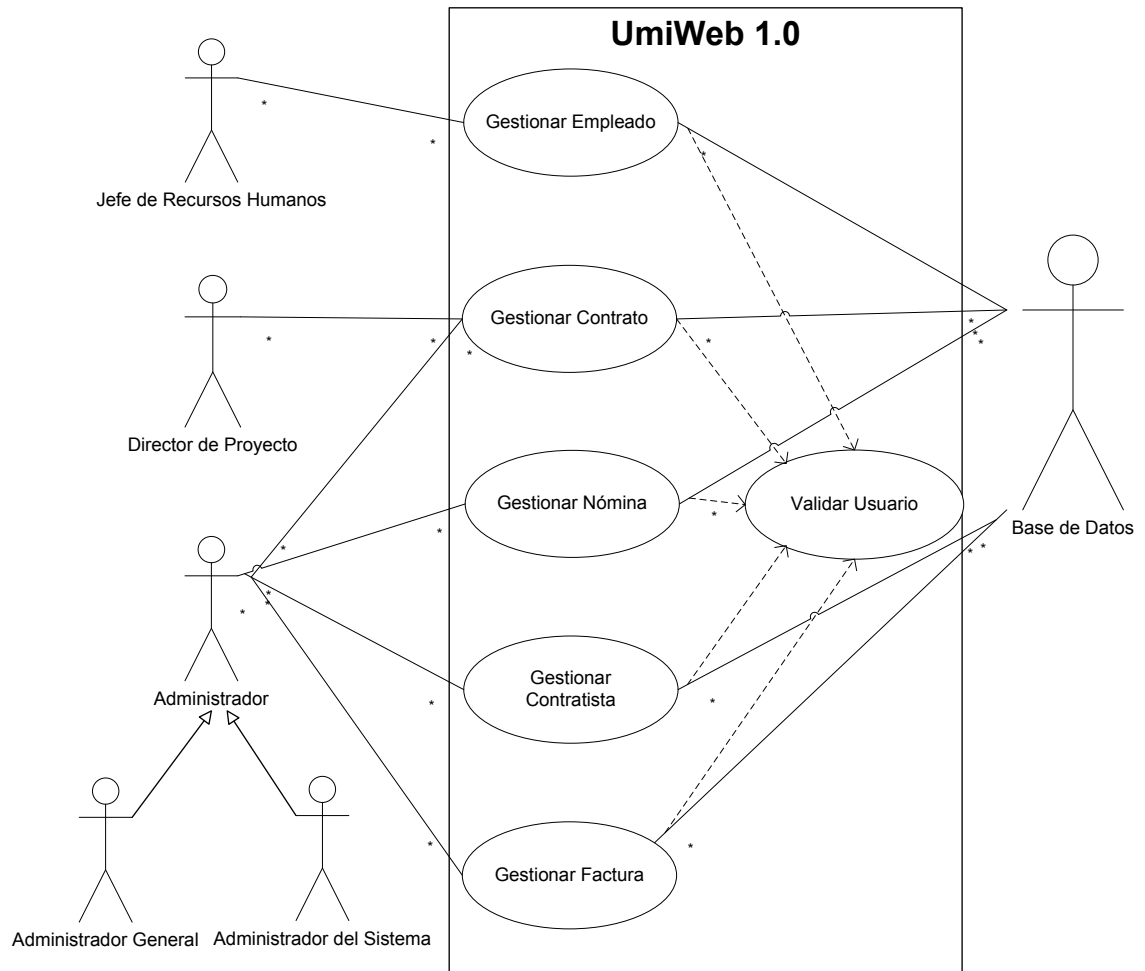 UmiWeb 1.0
Gestionar Empleado
*
*
*
Jefe de Recursos Humanos
Gestionar Contrato
*
*
*
*
*
*
*
Director de Proyecto
Gestionar Nómina
Validar Usuario
*
*
Base de Datos
*
*
*
*
*
*
Gestionar
Contratista
Administrador
*
*
*
*
Gestionar Factura
Administrador General
Administrador del Sistema